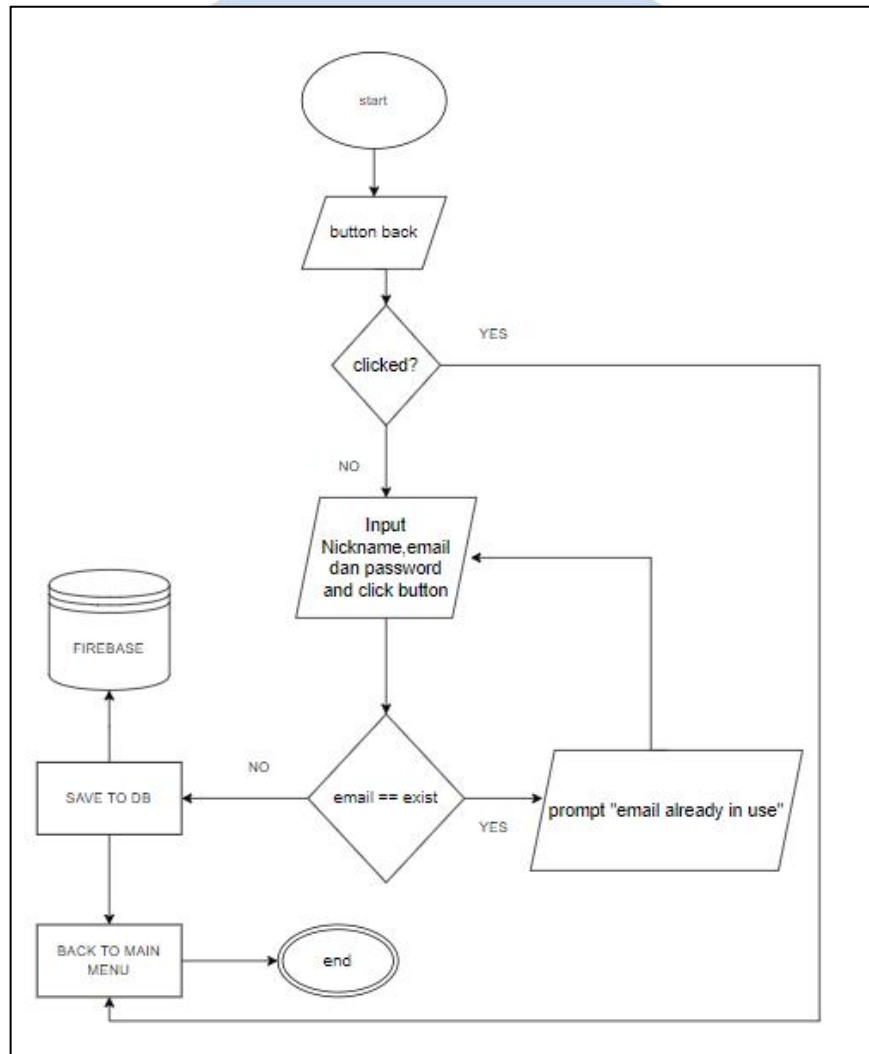 start
button back
YES
clicked?
NO
Input
Nickname,email
dan password
and click button
FIREBASE
NO
SAVE TO DB
email == exist
YES
prompt "email already in use"
BACK TO MAIN
MENU
end